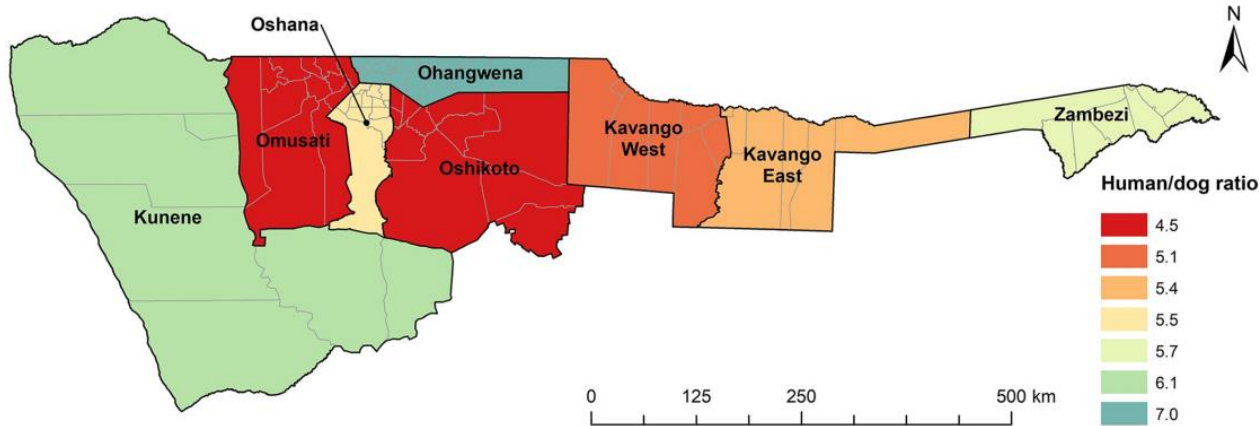 N
Oshana
Ohangwena
Omusati
Oshikoto
Kunene
Kavango
West
Kavango
East
Zambezi
Human/dog ratio
4.5
5.1
5.4
5.5
5.7
6.1
7.0
0 125 250 500 km